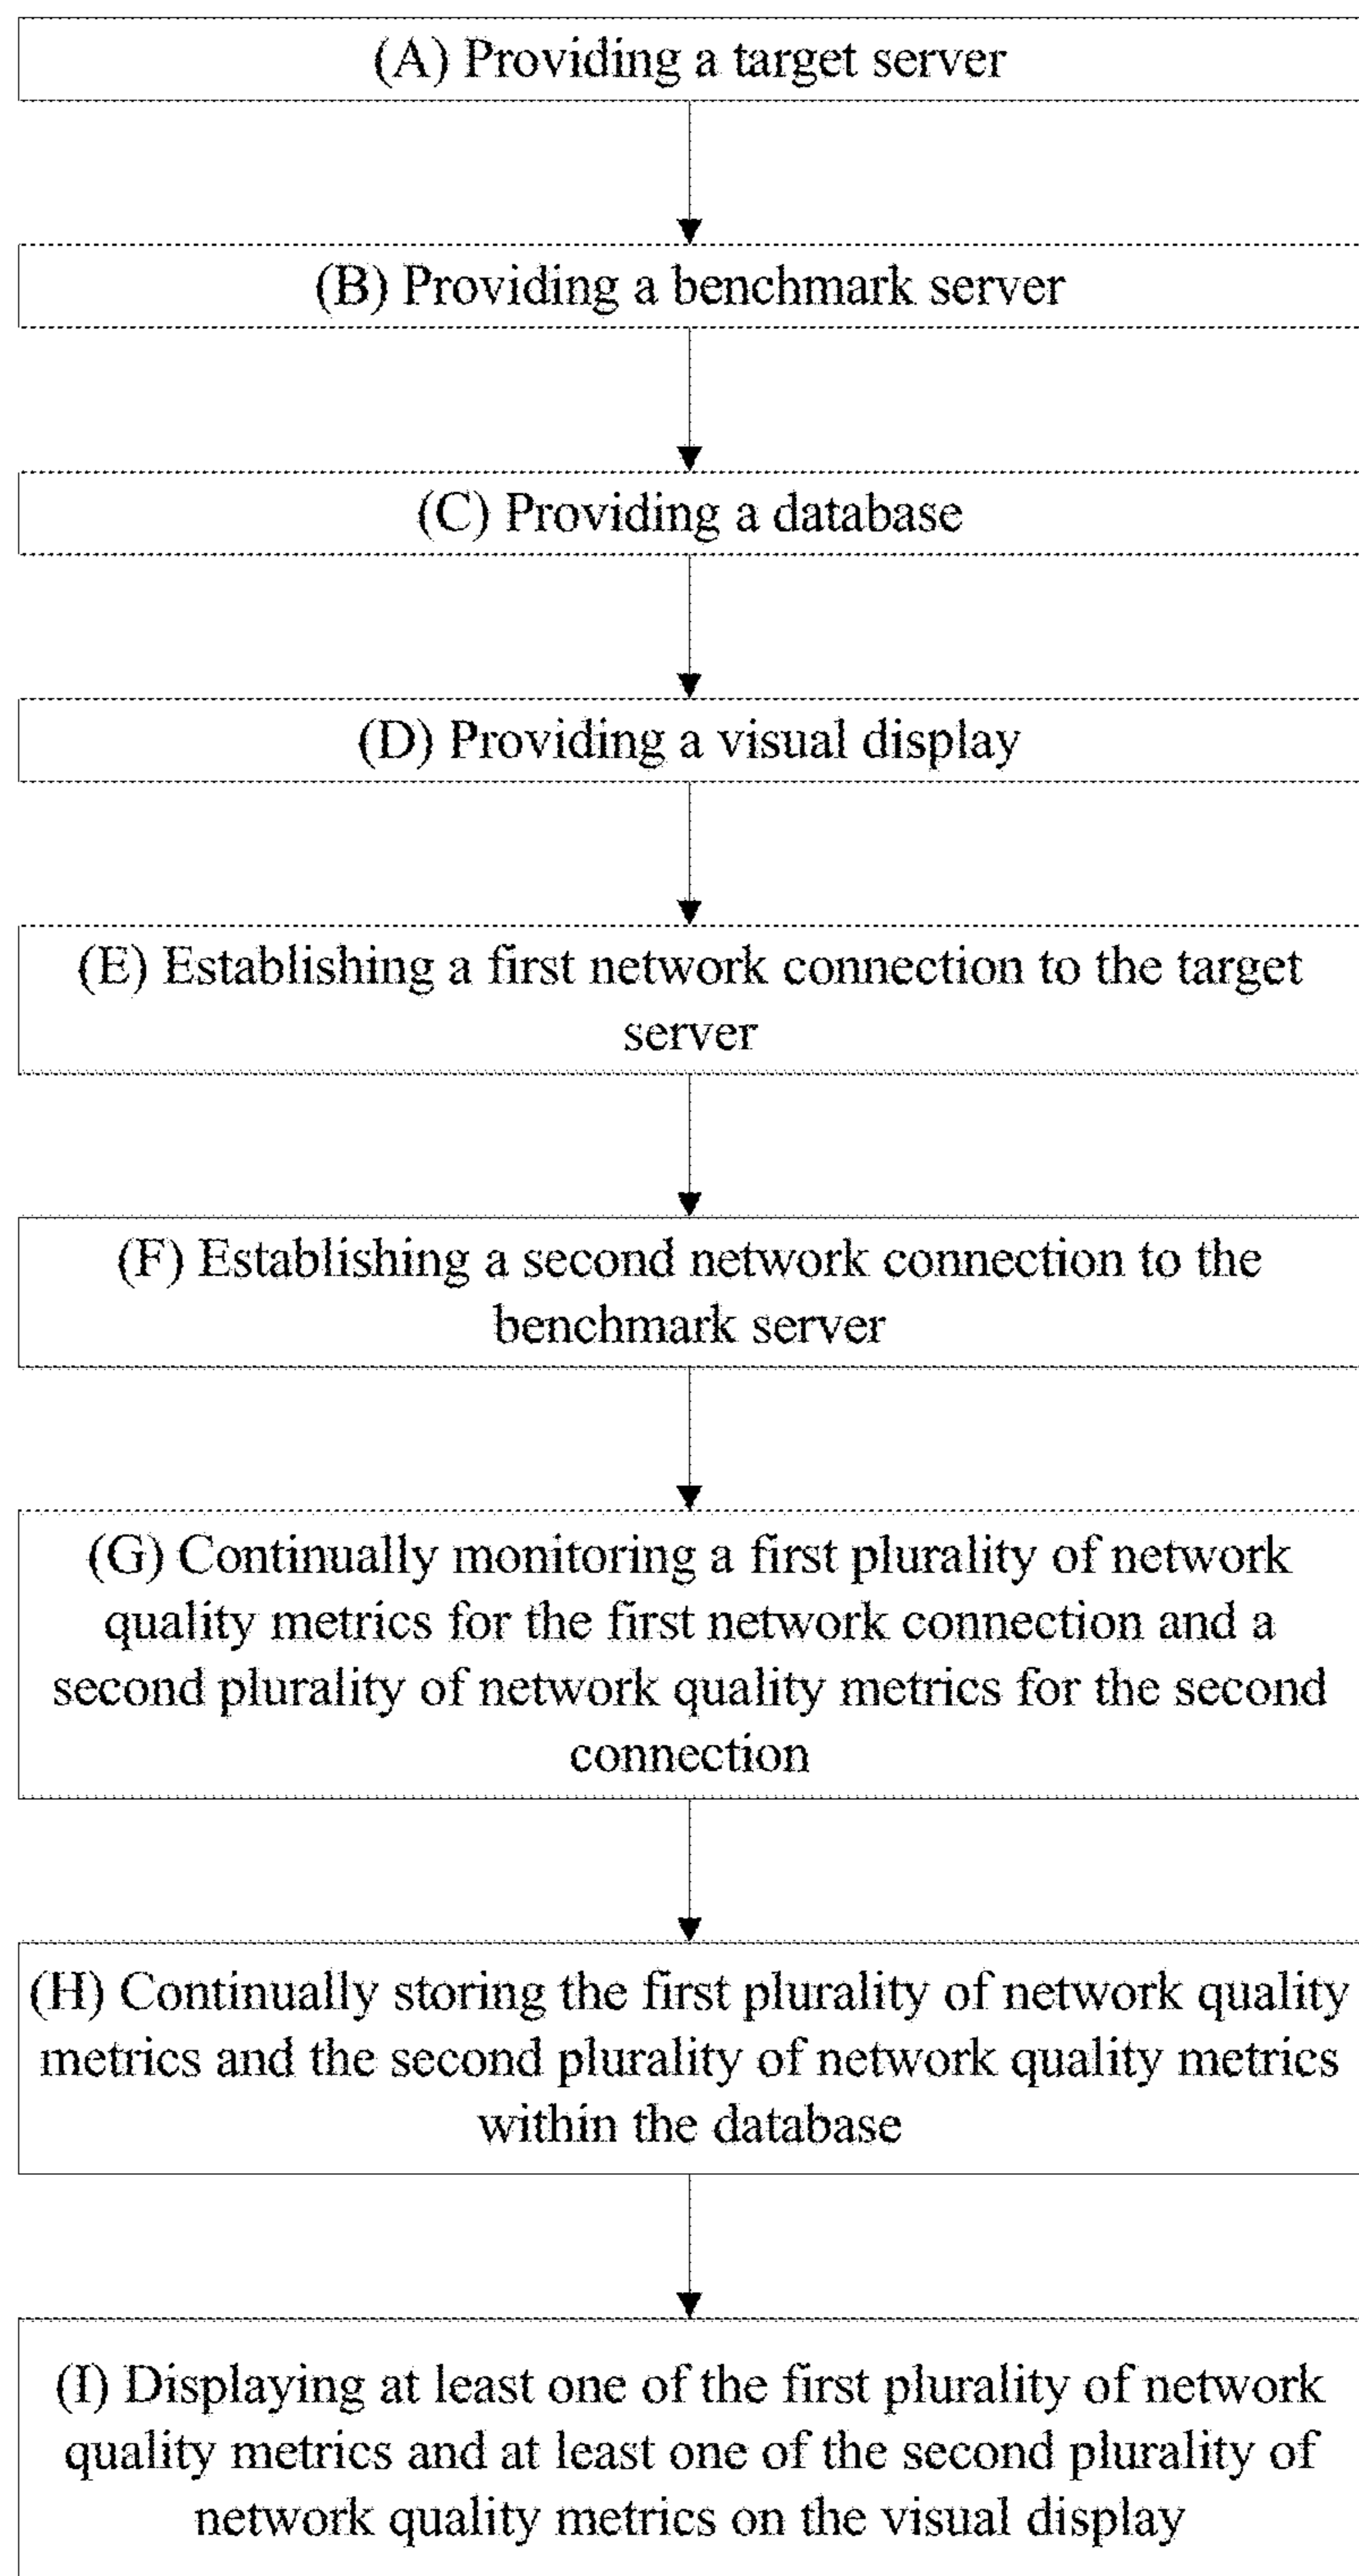 (A) Providing a target server
(B) Providing a benchmark server
(C) Providing a database
(D) Providing a visual display
(E) Establishing a first network connection to the target
server
(F) Establishing a second network connection to the
benchmark server
(G) Continually monitoring a first plurality of network
quality metrics for the first network connection and a
second plurality of network quality metrics for the second
connection
(H) Continually storing the first plurality of network quality
metrics and the second plurality of network quality metrics
within the database
(I) Displaying at least one of the first plurality of network
quality metrics and at least one of the second plurality of
network quality metrics on the visual display